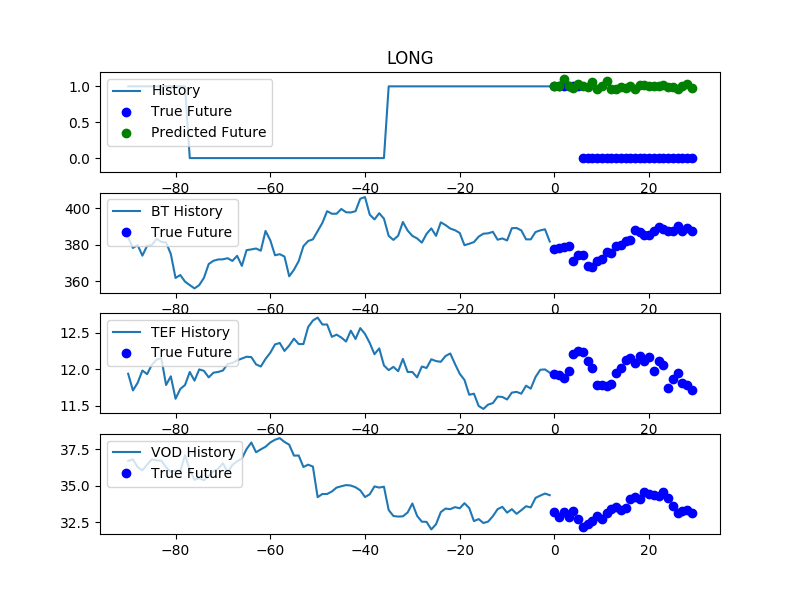 LONG
1.0
0.5
0.0
History
True Future
Predicted Future
−80 −60 −40 −20 0 20
400
380
360
BT History
True Future
−80 −60 −40 −20 0 20
12.5
12.0
11.5
TEF History
True Future
−80 −60 −40 −20 0 20
37.5
35.0
32.5
VOD History
True Future
−80 −60 −40 −20 0 20